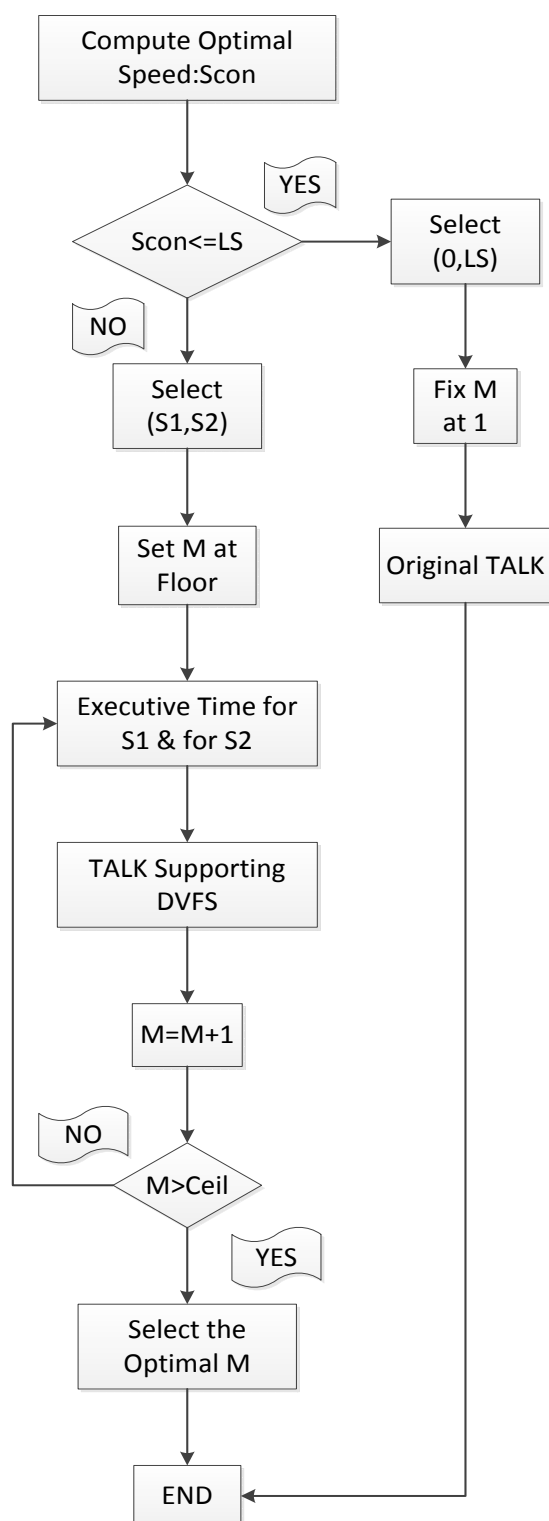 Compute Optimal
Speed:Scon
YES
Scon<=LS
Select
(0,LS)
NO
Select
(S1,S2)
Fix M
at 1
Set M at
Floor
Original TALK
Executive Time for
S1 & for S2
TALK Supporting
DVFS
M=M+1
NO
M>Ceil
YES
Select the
Optimal M
END